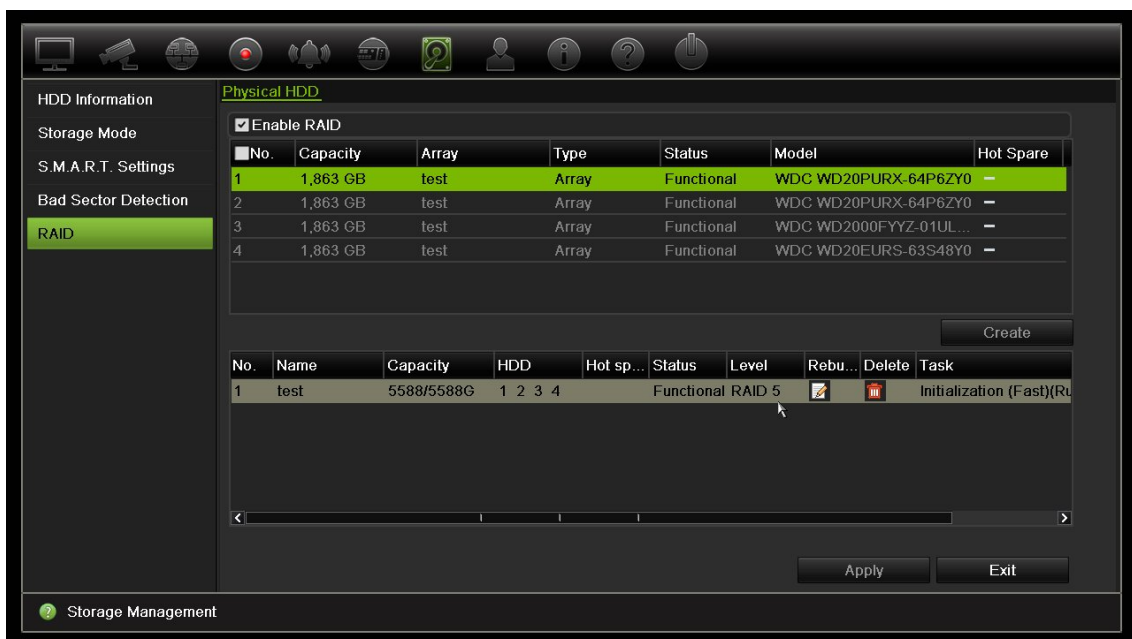 HDD Information
Storage Mode
S.M.A.R.T. Settings
Bad Sector Detection
RAID
Physical HDD
Enable RAID
No. Capacity Array Type Status Model Hot Spare
1 1,863 GB test Array Functional WDC WD20PURX-64P6ZY0 –
2 1,863 GB test Array Functional WDC WD20PURX-64P6ZY0 –
3 1,863 GB test Array Functional WDC WD2000FYYZ-01UL... –
4 1,863 GB test Array Functional WDC WD20EURS-63S48Y0 –
Create
No. Name Capacity HDD Hot sp... Status Level Rebu... Delete Task
1 test 5588/5588G 1 2 3 4 Functional RAID 5 Initialization (Fast)(Ru
Apply Exit
Storage Management